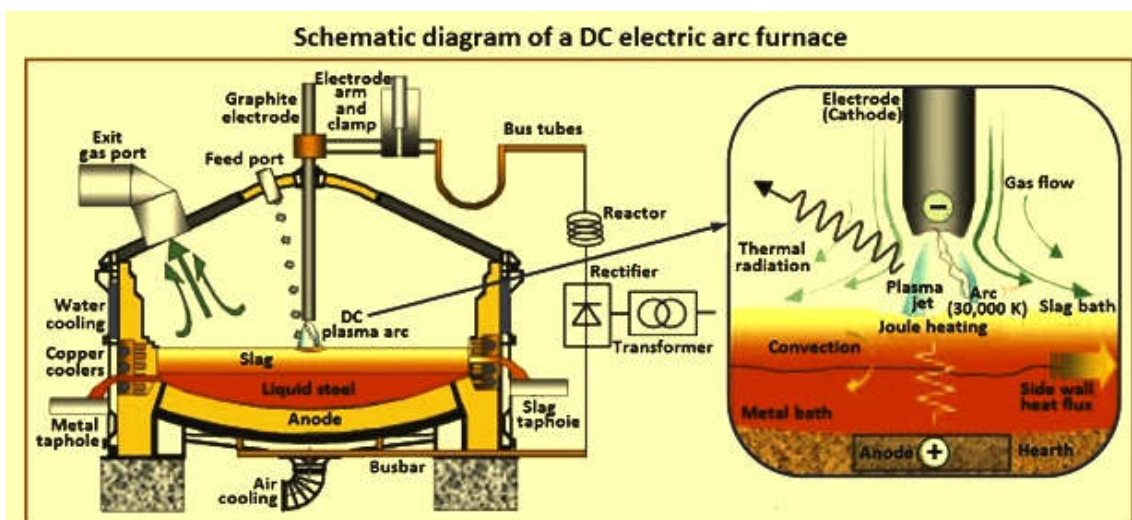 Schematic diagram of a DC electric arc furnace
Electrode
arm
and
clamp
Graphite
electrode
Exit
gas port
Feed port
Bus tubes
Reactor
Rectifier
Transformer
DC
plasma arc
Water
cooling
Copper
coolers
Slag
Liquid steel
Anode
Metal
taphole
Slag
taphole
Busbar
Air
cooling
Electrode
(Cathode)
−
Gas flow
Thermal
radiation
Plasma
jet
Arc
(30,000 K)
Slag bath
Joule heating
Convection
Side wall
heat flux
Metal bath
Anode
+
Hearth